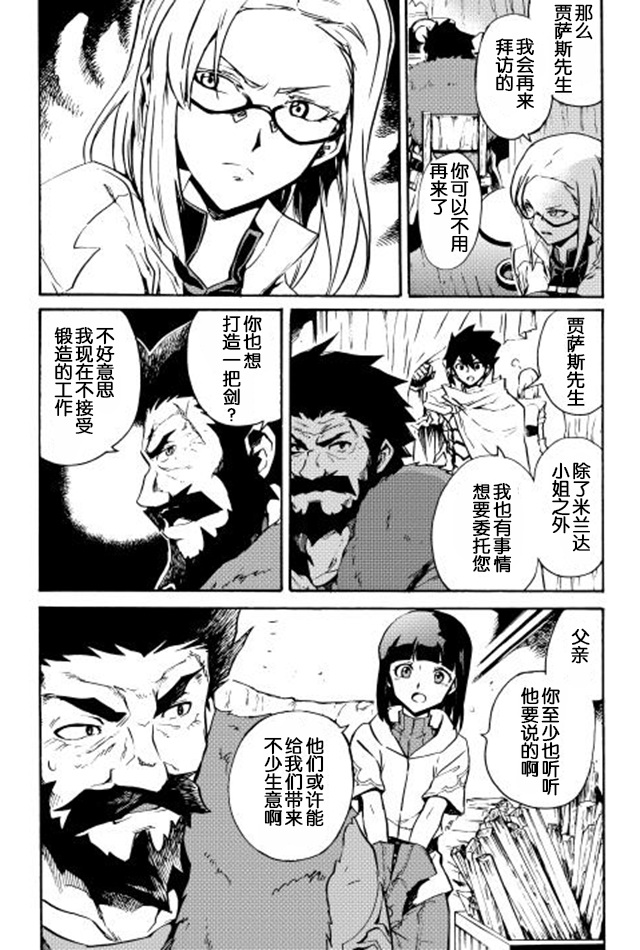 那么
贾萨斯先生
我会再来
拜访的
你可以不用
再来了
贾萨斯先生
除了米兰达
小姐之外
我也有事情
想要委托您
你也想
打造一把剑？
不好意思
我现在不接受
锻造的工作
父亲
你至少也听听
他要说的啊
他们或许能
给我们带来
不少生意啊